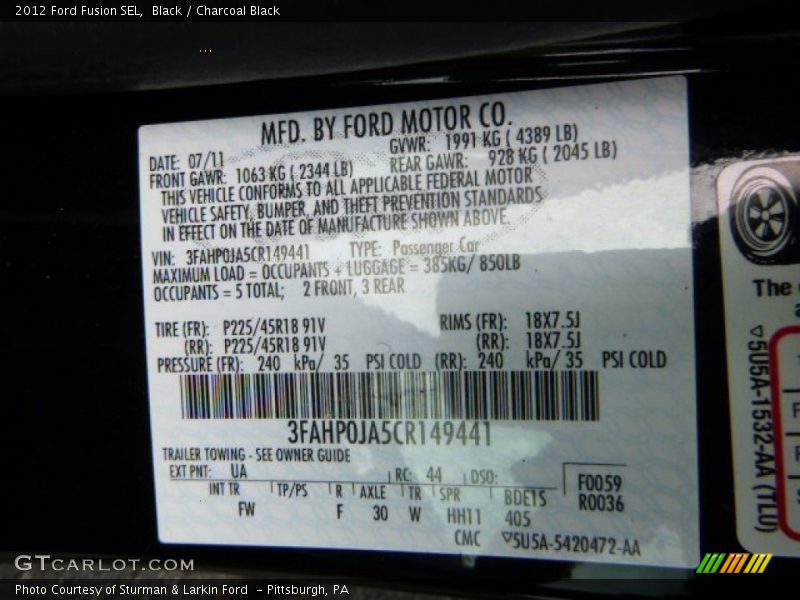 2012 Ford Fusion SEL, Black / Charcoal Black
MFD. BY FORD MOTOR CO.
DATE: 07/11 GVWR: 1991 KG ( 4389 LB)
FRONT GAWR: 1063 KG ( 2344 LB) REAR GAWR: 928 KG ( 2045 LB)
THIS VEHICLE CONFORMS TO ALL APPLICABLE FEDERAL MOTOR
VEHICLE SAFETY, BUMPER, AND THEFT PREVENTION STANDARDS
IN EFFECT ON THE DATE OF MANUFACTURE SHOWN ABOVE.
VIN: 3FAHP0JA5CR149441 TYPE: Passenger Car
MAXIMUM LOAD = OCCUPANTS + LUGGAGE = 385KG/ 850LB
OCCUPANTS = 5 TOTAL; 2 FRONT, 3 REAR
TIRE (FR): P225/45R18 91V RIMS (FR): 18X7.5J
(RR): P225/45R18 91V (RR): 18X7.5J
PRESSURE (FR): 240 kPa/ 35 PSI COLD (RR): 240 kPa/ 35 PSI COLD
3FAHP0JA5CR149441
TRAILER TOWING - SEE OWNER GUIDE
EXT PNT: UA RC: 44 DSO:
INT TR TP/PS R AXLE TR SPR BDE1S
FW F 30 W HH11 405
F0059
R0036
CMC ▽5U5A-5420472-AA
The
▽5U5A-1532-AA (TLU)
GTCARLOT.COM
Photo Courtesy of Sturman & Larkin Ford - Pittsburgh, PA